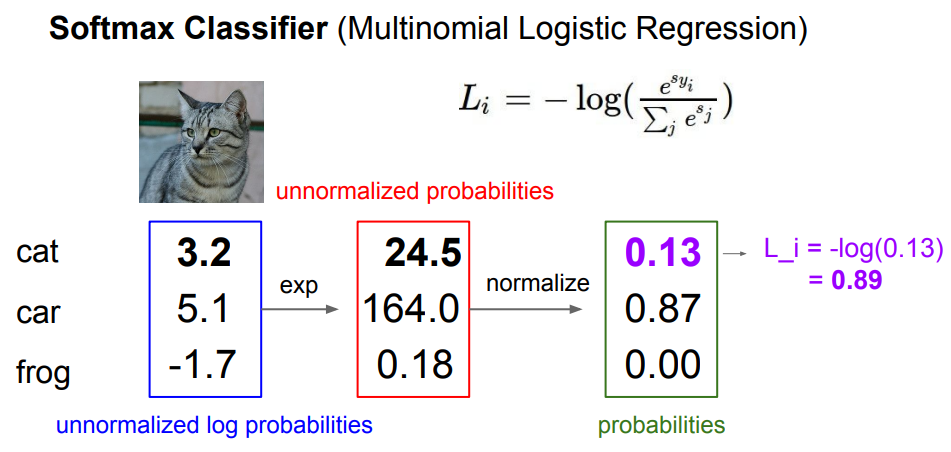 Softmax Classifier (Multinomial Logistic Regression)
L_i = − log(e^{s_{y_i}} / ∑_j e^{s_j})
unnormalized probabilities
cat 3.2 24.5 0.13 L_i = -log(0.13)
= 0.89
exp normalize
car 5.1 164.0 0.87
frog -1.7 0.18 0.00
unnormalized log probabilities probabilities